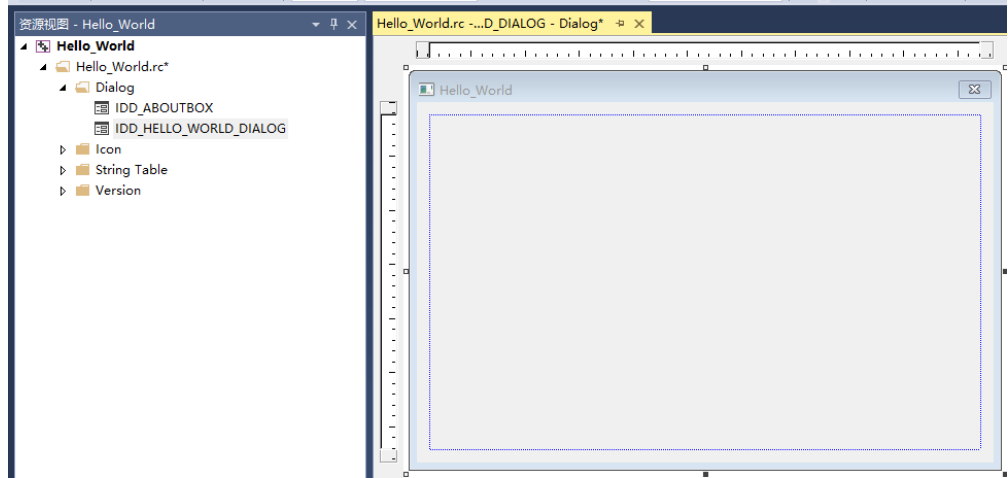 资源视图 - Hello_World
Hello_World
Hello_World.rc*
Dialog
IDD_ABOUTBOX
IDD_HELLO_WORLD_DIALOG
Icon
String Table
Version
Hello_World.rc -...D_DIALOG - Dialog*
Hello_World